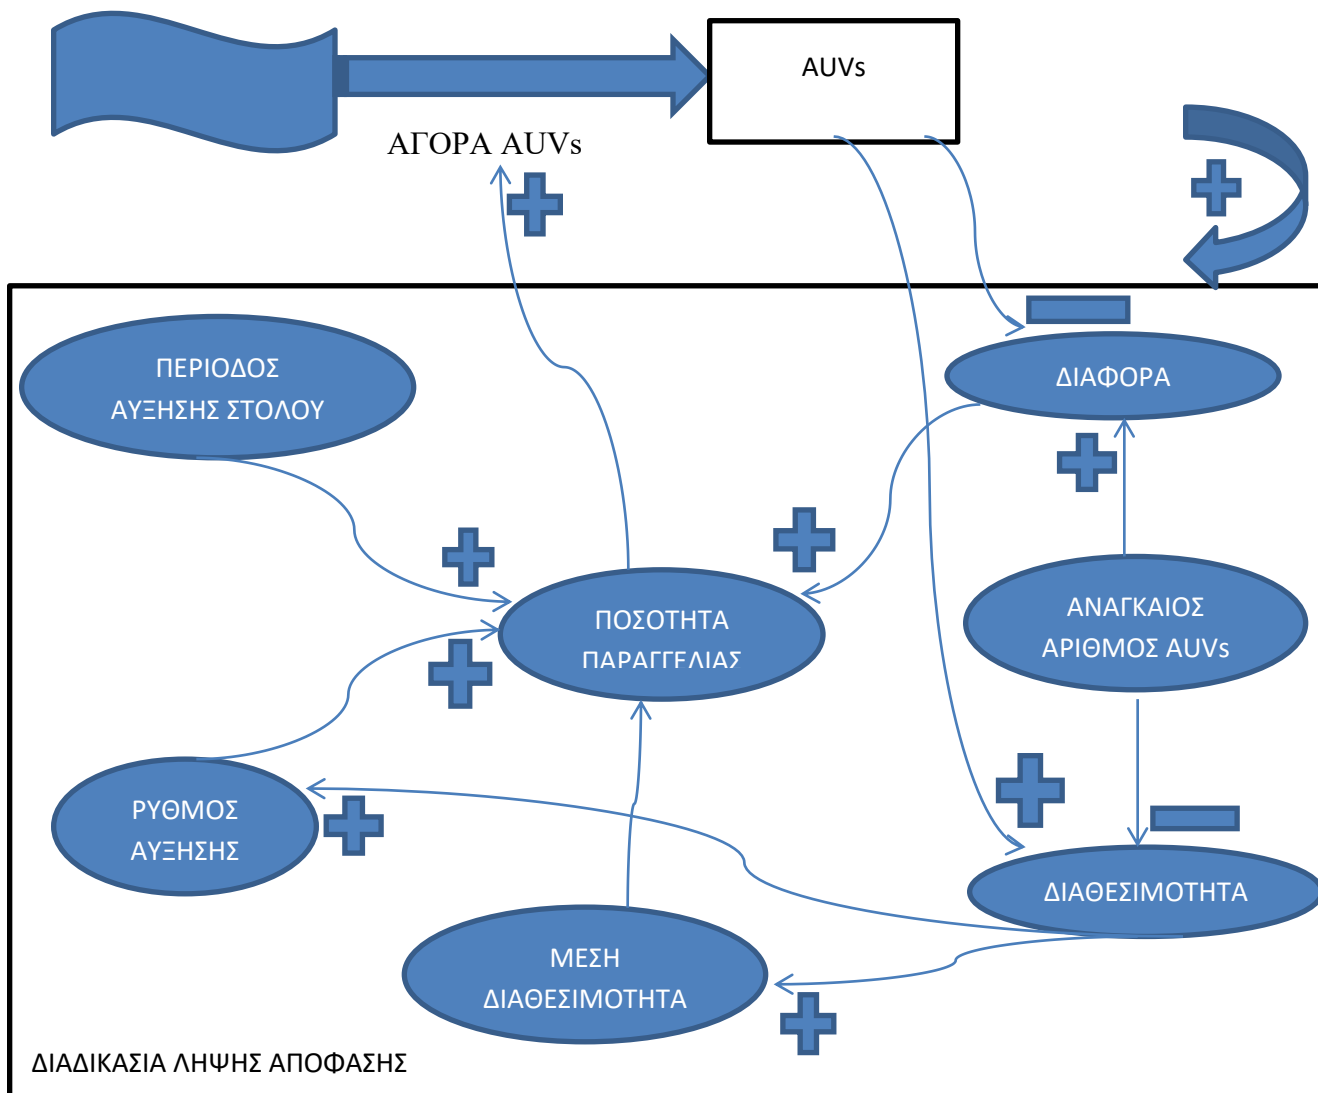 AUVs
ΑΓΟΡΑ AUVs
ΠΕΡΙΟΔΟΣ
ΑΥΞΗΣΗΣ ΣΤΟΛΟΥ
ΔΙΑΦΟΡΑ
ΠΟΣΟΤΗΤΑ
ΠΑΡΑΓΓΕΛΙΑΣ
ΑΝΑΓΚΑΙΟΣ
ΑΡΙΘΜΟΣ AUVs
ΡΥΘΜΟΣ
ΑΥΞΗΣΗΣ
ΔΙΑΘΕΣΙΜΟΤΗΤΑ
ΜΕΣΗ
ΔΙΑΘΕΣΙΜΟΤΗΤΑ
ΔΙΑΔΙΚΑΣΙΑ ΛΗΨΗΣ ΑΠΟΦΑΣΗΣ